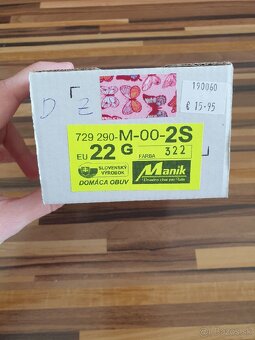 190060
€ 15-95
D Z
729 290-M-00-2S
EU 22 G FARBA 322
SLOVENSKÝ VÝROBOK
Manik
DOMÁCA OBUV